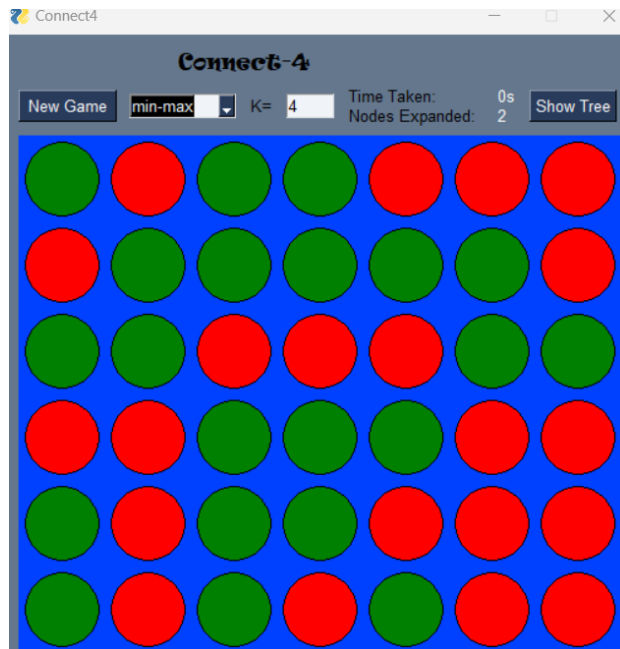 Connect4
Connect-4
New Game min-max K= 4 Time Taken: 0s Show Tree
Nodes Expanded: 2